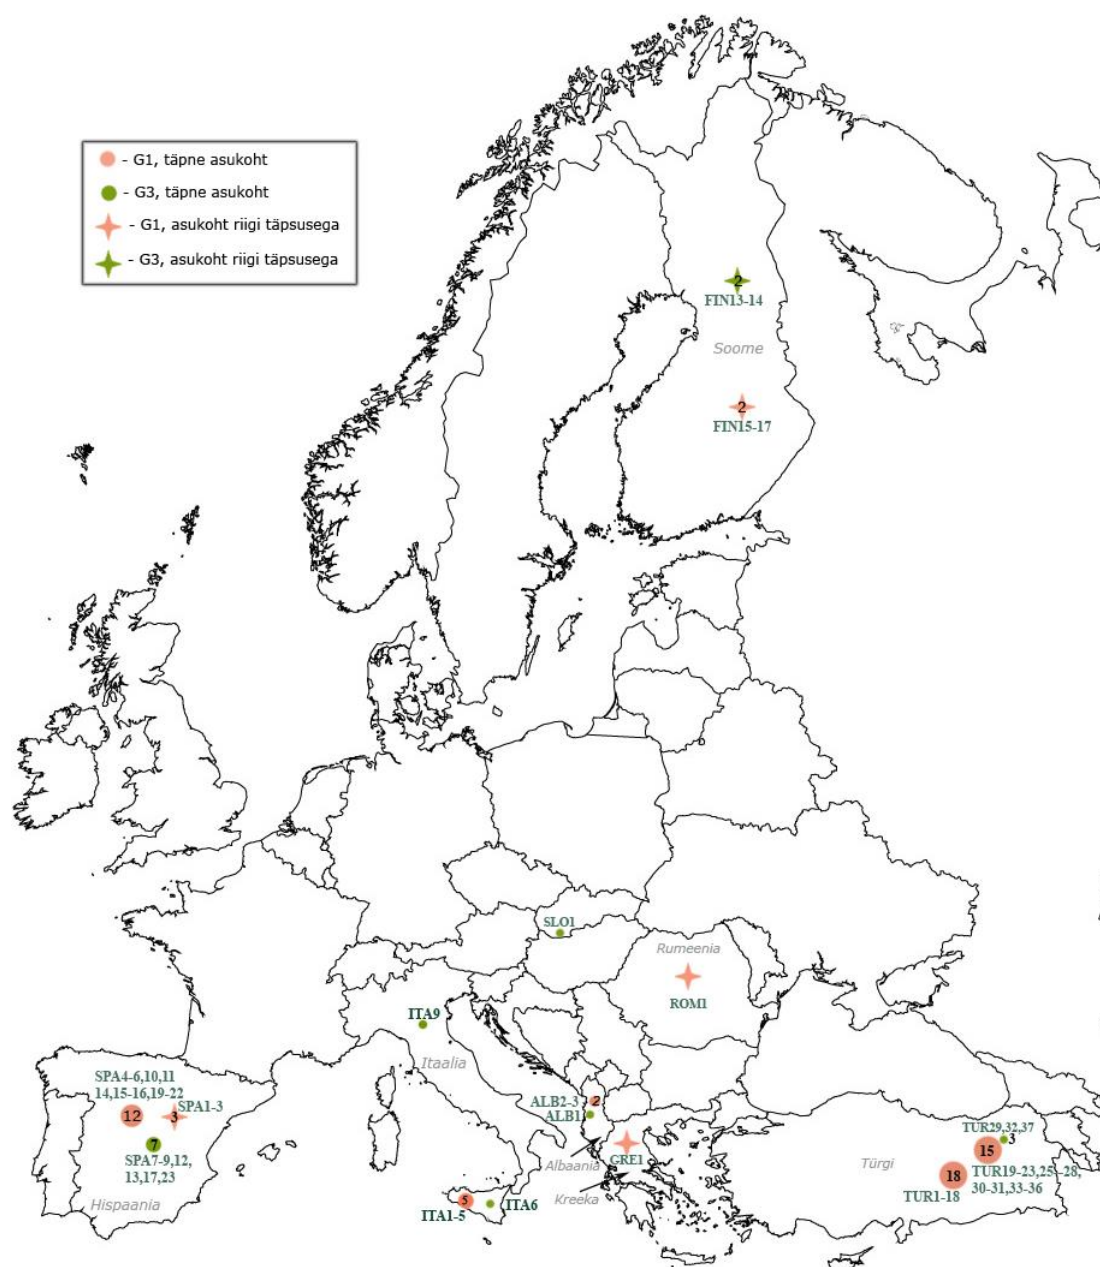 - G1, täpne asukoht
- G3, täpne asukoht
- G1, asukoht riigi täpsusega
- G3, asukoht riigi täpsusega
2
FIN13-14
Soome
2
FIN15-17
SLO1
Rumeenia
ROM1
ITA9
Itaalia
SPA4-6,10,11
14,15-16,19-22
12
SPA1-3
3
7
SPA7-9,12,
13,17,23
Hispaania
ALB2-3
2
ALB1
GRE1
Albaania
Kreeka
5
ITA1-5
ITA6
TUR29,32,37
3
15
Türgi
TUR19-23,25–28,
30-31,33-36
18
TUR1-18